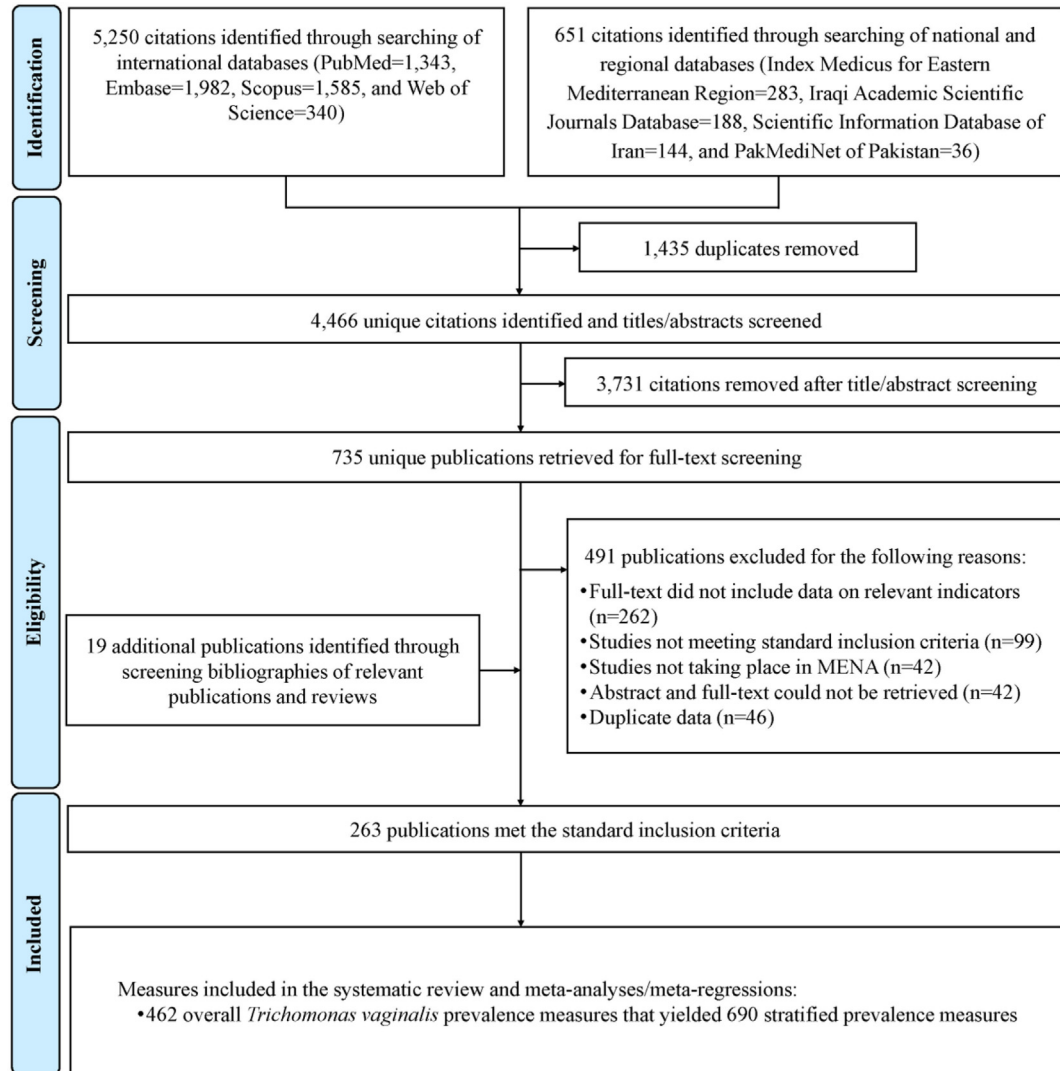 Identification
5,250 citations identified through searching of
international databases (PubMed=1,343,
Embase=1,982, Scopus=1,585, and Web of
Science=340)
651 citations identified through searching of national and
regional databases (Index Medicus for Eastern
Mediterranean Region=283, Iraqi Academic Scientific
Journals Database=188, Scientific Information Database of
Iran=144, and PakMediNet of Pakistan=36)
Screening
1,435 duplicates removed
4,466 unique citations identified and titles/abstracts screened
3,731 citations removed after title/abstract screening
Eligibility
735 unique publications retrieved for full-text screening
491 publications excluded for the following reasons:
•Full-text did not include data on relevant indicators
(n=262)
•Studies not meeting standard inclusion criteria (n=99)
•Studies not taking place in MENA (n=42)
•Abstract and full-text could not be retrieved (n=42)
•Duplicate data (n=46)
19 additional publications identified through
screening bibliographies of relevant
publications and reviews
Included
263 publications met the standard inclusion criteria
Measures included in the systematic review and meta-analyses/meta-regressions:
•462 overall Trichomonas vaginalis prevalence measures that yielded 690 stratified prevalence measures